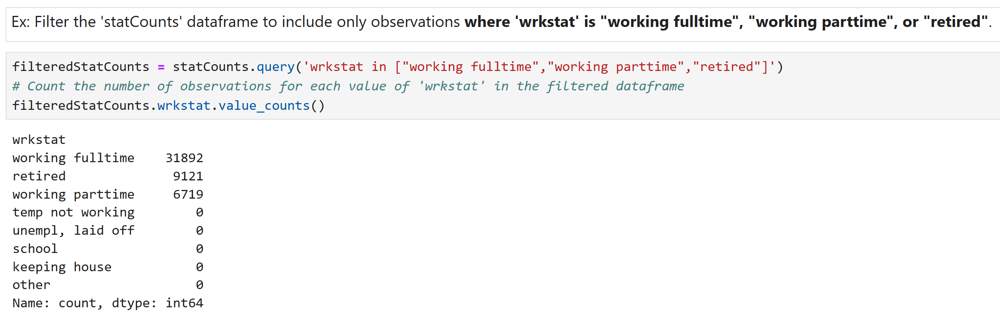 Ex: Filter the 'statCounts' dataframe to include only observations where 'wrkstat' is "working fulltime", "working parttime", or "retired".
filteredStatCounts = statCounts.query('wrkstat in ["working fulltime","working parttime","retired"]')
# Count the number of observations for each value of 'wrkstat' in the filtered dataframe
filteredStatCounts.wrkstat.value_counts()
wrkstat
working fulltime    31892
retired              9121
working parttime     6719
temp not working        0
unempl, laid off        0
school                  0
keeping house           0
other                   0
Name: count, dtype: int64